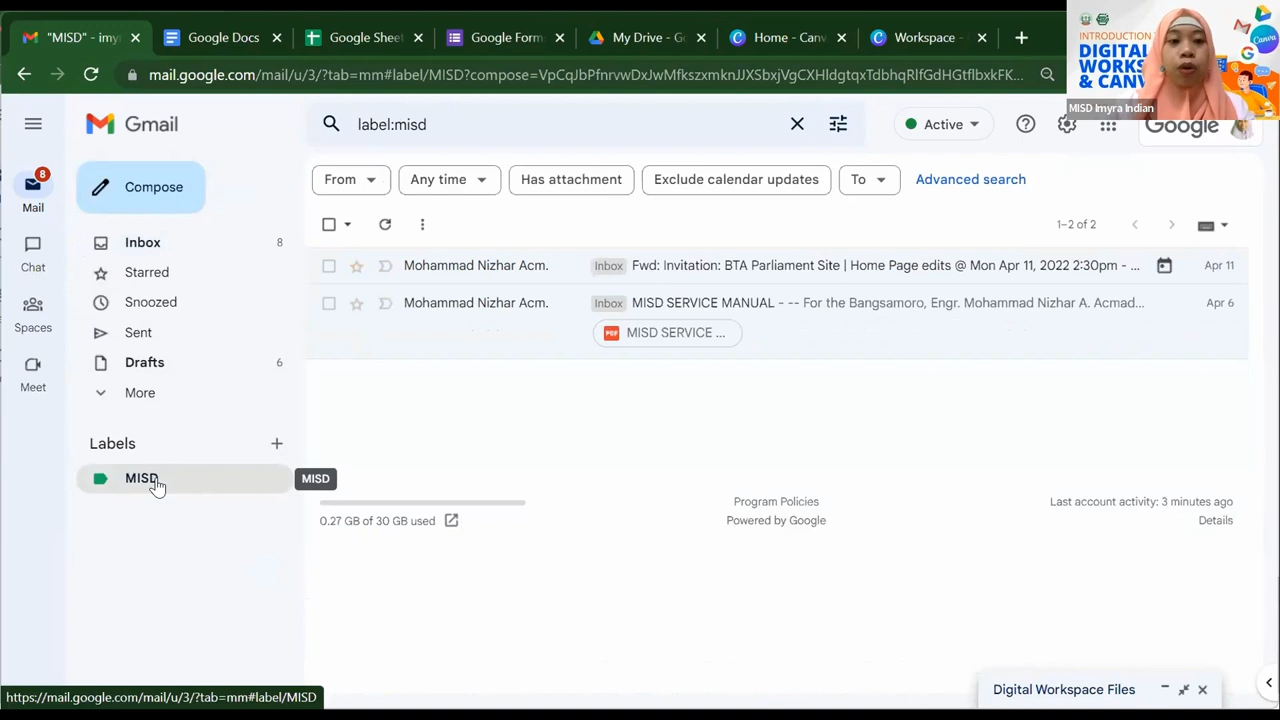 "MISD" - imy
Google Docs
Google Sheet
Google Form
My Drive - G
Home - Canv
Workspace -
mail.google.com/mail/u/3/?tab=mm#label/MISD?compose=
INTRODUCTION
DIGITAL
WORKS
& CANV
Canva
MISD Imyra Indian
Gmail
label:misd
Active
Google
8
Mail
Chat
Spaces
Meet
Compose
Inbox 8
Starred
Snoozed
Sent
Drafts 6
More
Labels
MISD
MISD
From
Any time
Has attachment
Exclude calendar updates
To
Advanced search
1–2 of 2
Mohammad Nizhar Acm. Inbox Fwd: Invitation: BTA Parliament Site | Home Page edits @ Mon Apr 11, 2022 2:30pm - ... Apr 11
Mohammad Nizhar Acm. Inbox MISD SERVICE MANUAL - -- For the Bangsamoro, Engr. Mohammad Nizhar A. Acmad... Apr 6
PDF MISD SERVICE ...
0.27 GB of 30 GB used
Program Policies
Powered by Google
Last account activity: 3 minutes ago
Details
Digital Workspace Files
https://mail.google.com/mail/u/3/?tab=mm#label/MISD